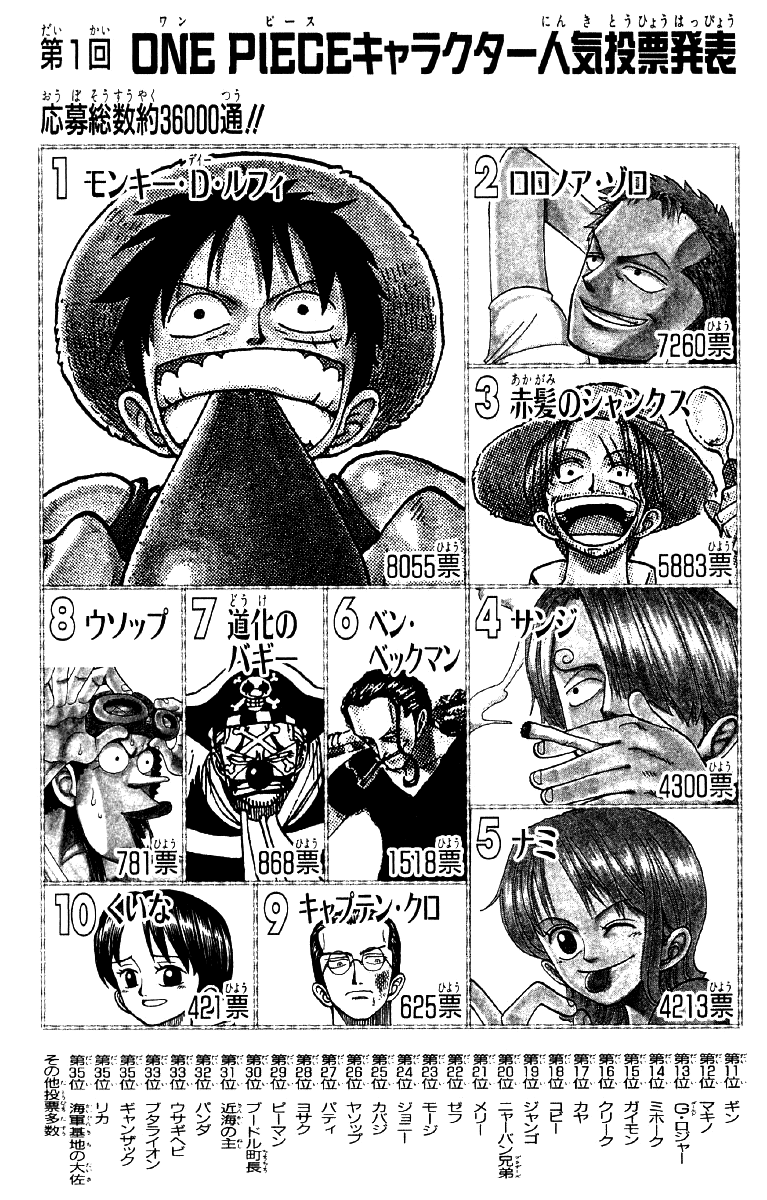 第1回 ONE PIECEキャラクター人気投票発表
応募総数約36000通!!
1 モンキー・D・ルフィ
8055票
2 ロロノア・ゾロ
7260票
3 赤髪のシャンクス
5883票
4 サンジ
4300票
5 ナミ
4213票
6 ベン・
ベックマン
1518票
7 道化の
バギー
868票
8 ウソップ
781票
9 キャプテン・クロ
625票
10 くいな
421票
第11位 ギン
第12位 マキノ
第13位 G・ロジャー
第14位 ミホーク
第15位 ガイモン
第16位 クリーク
第17位 カヤ
第18位 コビー
第19位 ジャンゴ
第20位 ニャーバン兄弟
第21位 メリー
第22位 ゼフ
第23位 モージ
第24位 ジョニー
第25位 カバジ
第26位 ヤソップ
第27位 パティ
第28位 ヨサク
第29位 ピーマン
第30位 ブードル町長
第31位 近海の主
第32位 パンダ
第33位 ウサギヘビ
第33位 ブタライオン
第35位 ギャンザック
第35位 リカ
第35位 海軍基地の大佐
その他投票多数